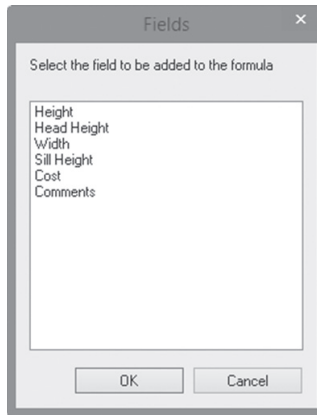 Fields
Select the field to be added to the formula
Height
Head Height
Width
Sill Height
Cost
Comments
OK
Cancel